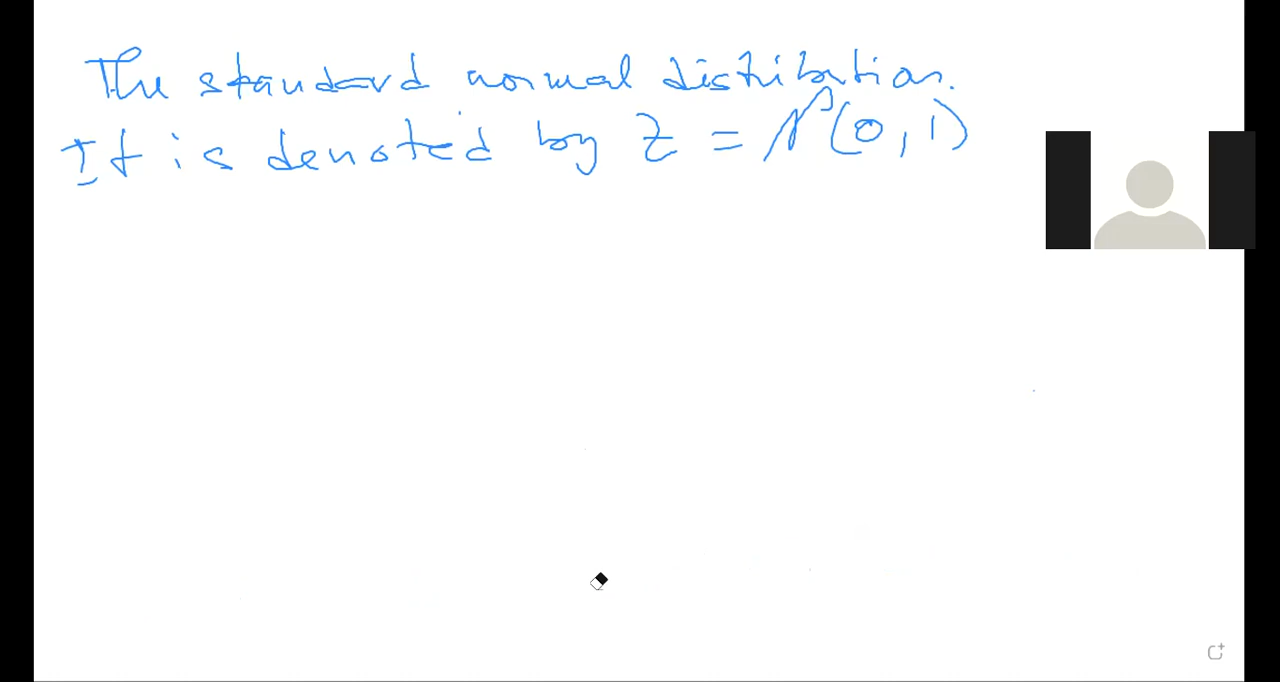 The standard normal distribution.
It is denoted by Z = N(0,1)